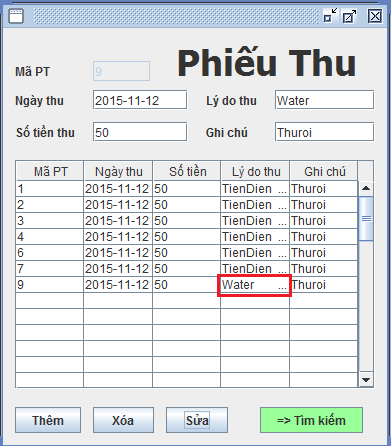 Phiếu Thu
Mã PT 9
Ngày thu 2015-11-12 Lý do thu Water
Số tiền thu 50 Ghi chú Thuroi
Mã PT Ngày thu Số tiền Lý do thu Ghi chú
1 2015-11-12 50 TienDien ... Thuroi
2 2015-11-12 50 TienDien ... Thuroi
3 2015-11-12 50 TienDien ... Thuroi
4 2015-11-12 50 TienDien ... Thuroi
6 2015-11-12 50 TienDien ... Thuroi
7 2015-11-12 50 TienDien ... Thuroi
9 2015-11-12 50 Water ... Thuroi
Thêm Xóa Sửa => Tìm kiếm